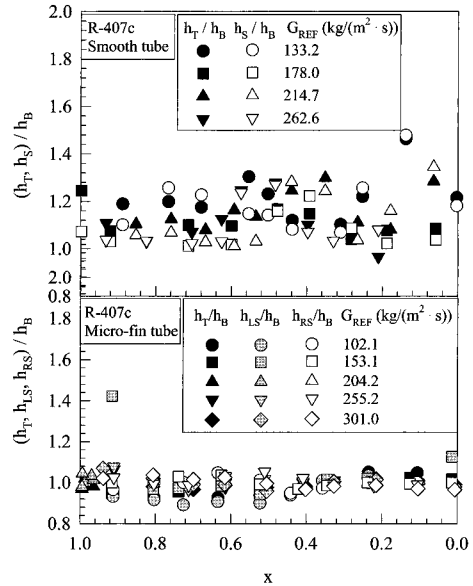 2.0
R-407c
Smooth tube
h_T / h_B h_S / h_B G_REF (kg/(m² · s))
133.2
178.0
214.7
262.6
1.8
1.6
1.4
1.2
1.0
(h_T, h_S) / h_B
2.0
0.8
R-407c
Micro-fin tube
h_T/h_B h_LS/h_B h_RS/h_B G_REF (kg/(m² · s))
102.1
153.1
204.2
255.2
301.0
1.8
1.6
1.4
1.2
1.0
0.8
(h_T, h_LS, h_RS) / h_B
1.0 0.8 0.6 0.4 0.2 0.0
x